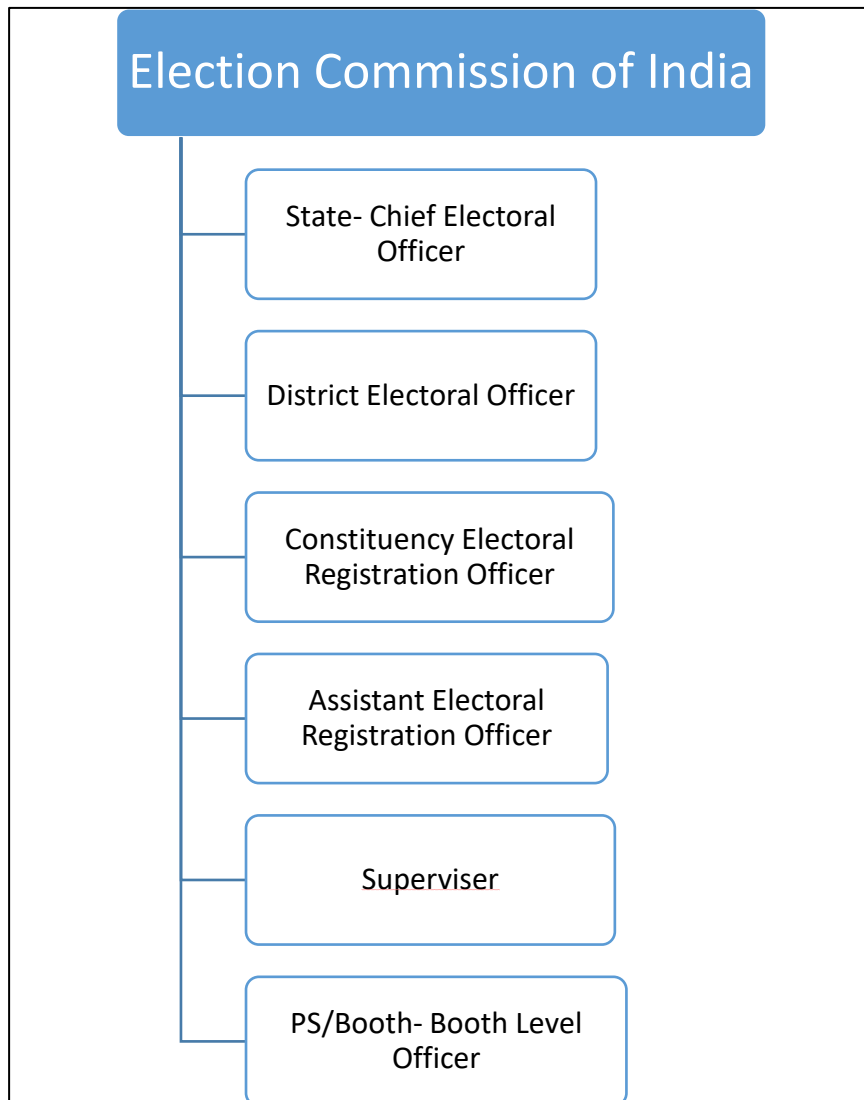 Election Commission of India
State- Chief Electoral
Officer
District Electoral Officer
Constituency Electoral
Registration Officer
Assistant Electoral
Registration Officer
Superviser
PS/Booth- Booth Level
Officer